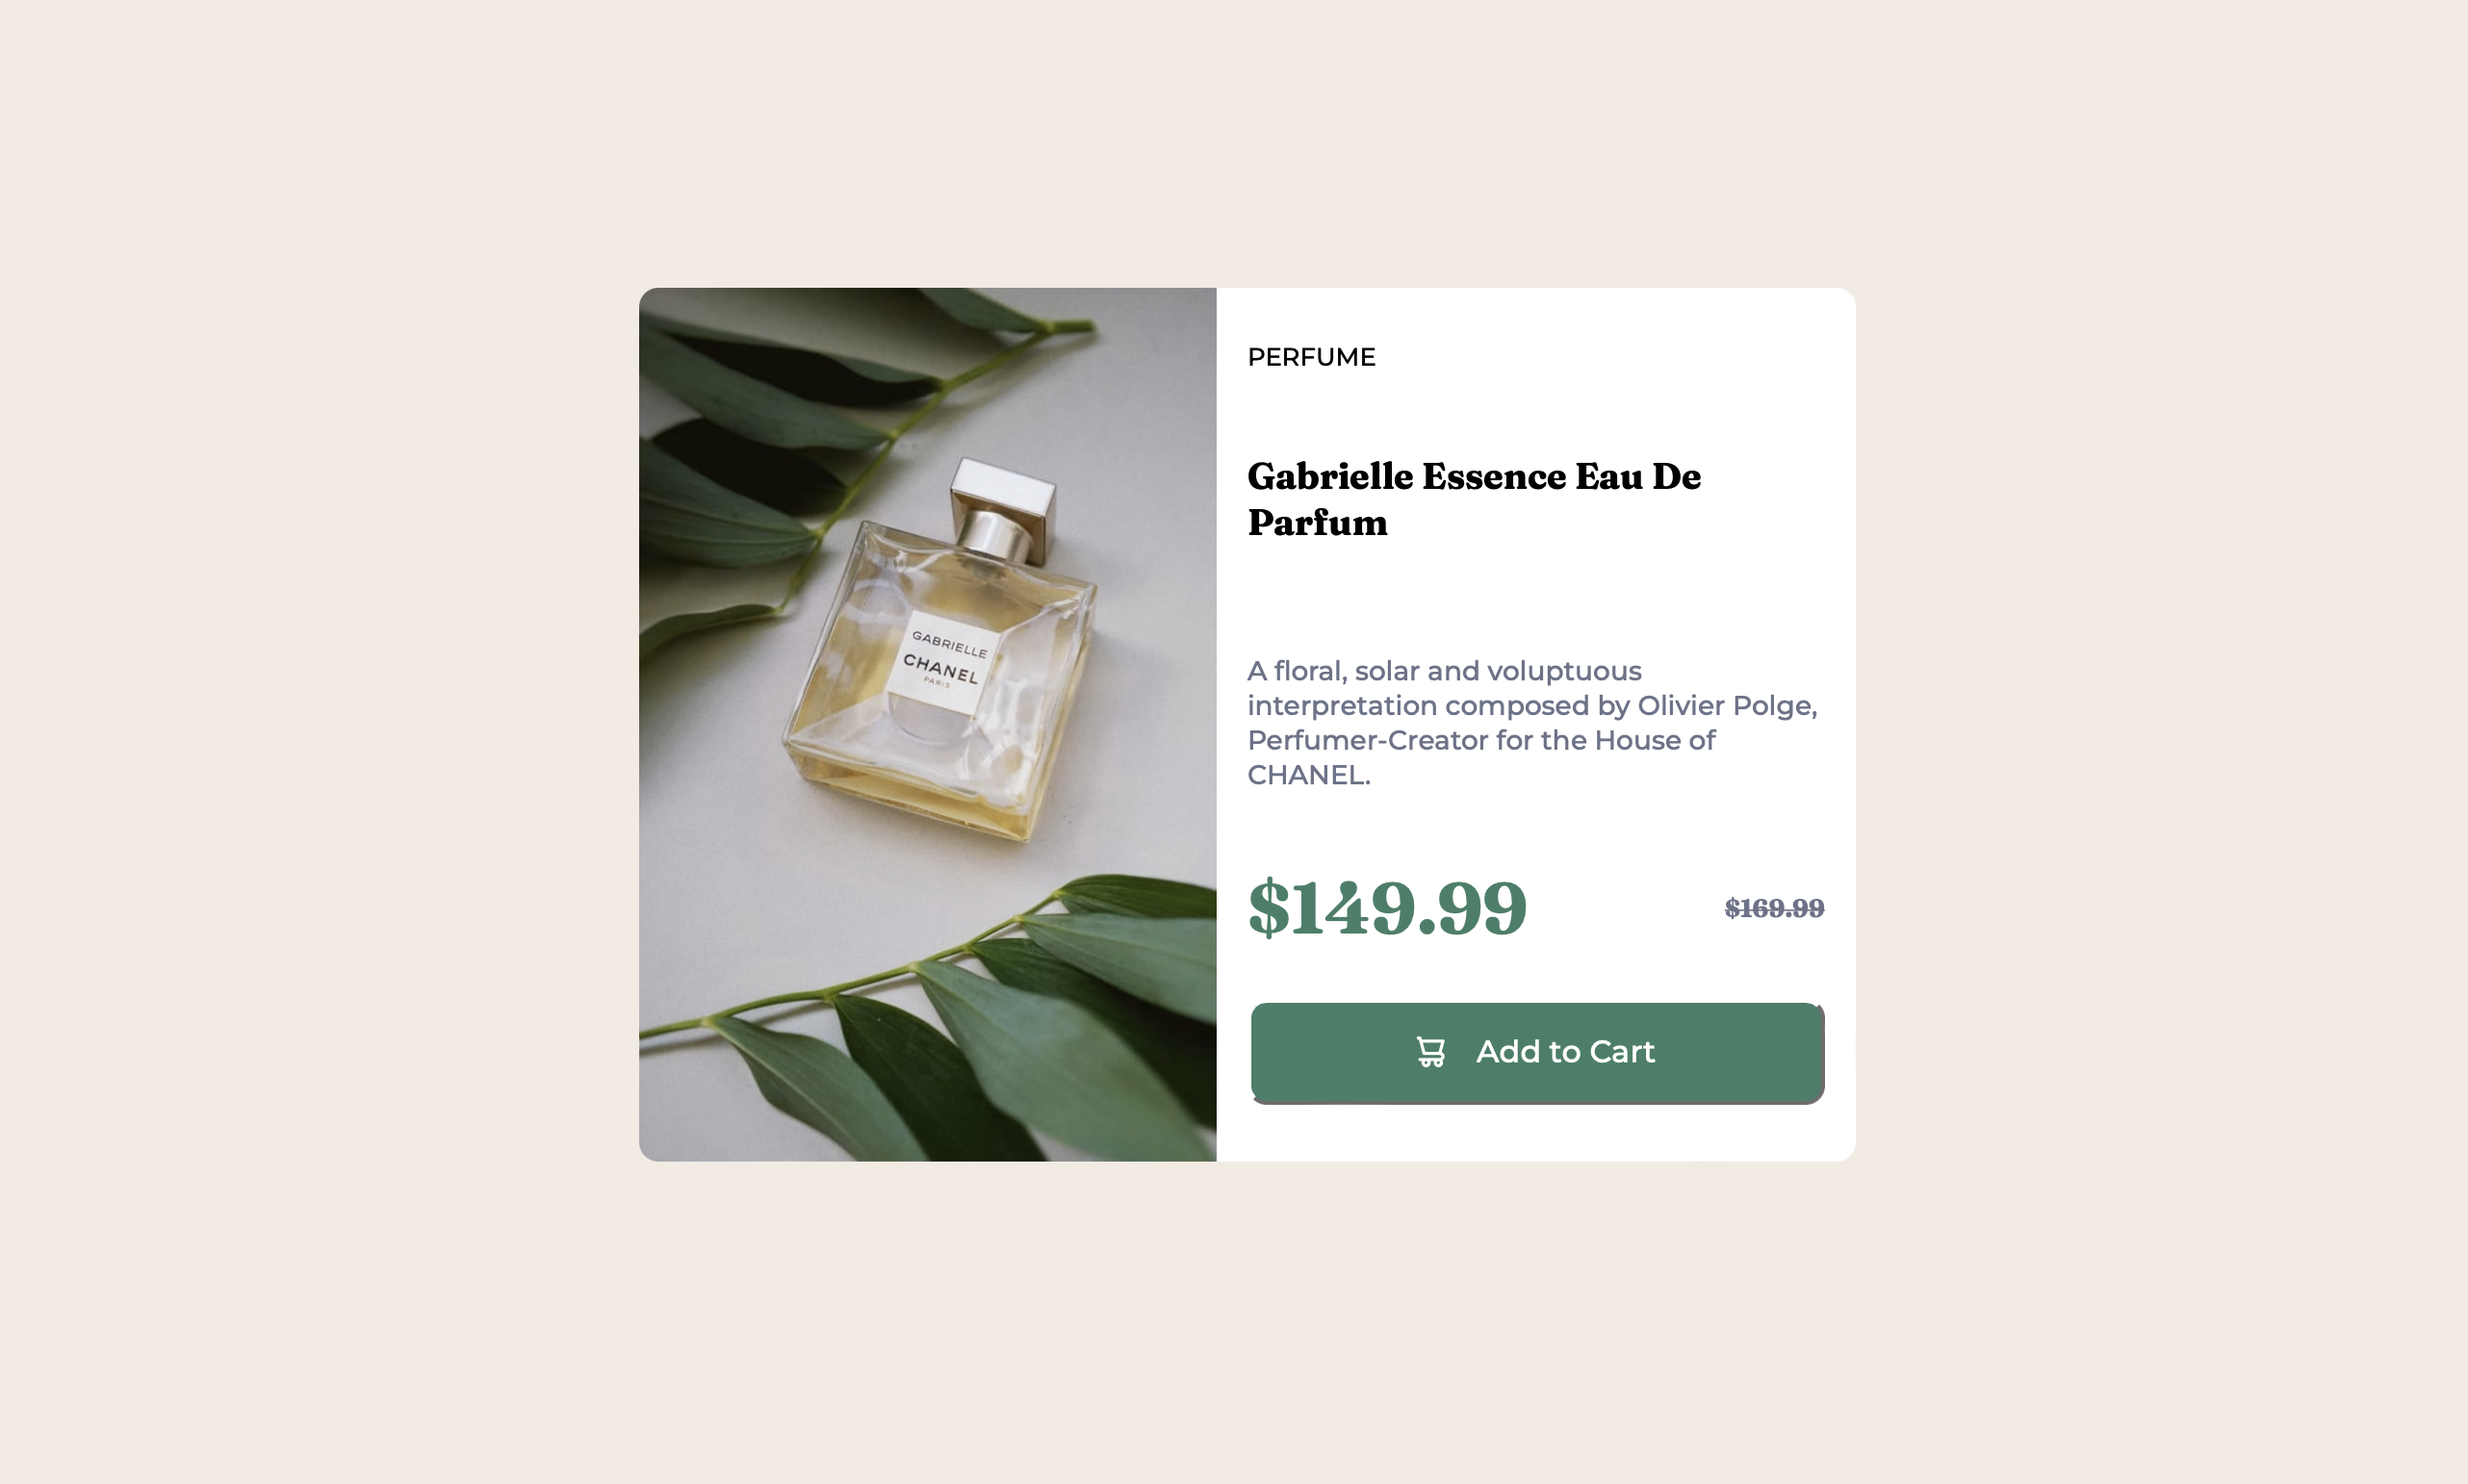 GABRIELLE
CHANEL
PARIS
PERFUME
Gabrielle Essence Eau De
Parfum
A floral, solar and voluptuous
interpretation composed by Olivier Polge,
Perfumer-Creator for the House of
CHANEL.
$149.99
$169.99
Add to Cart